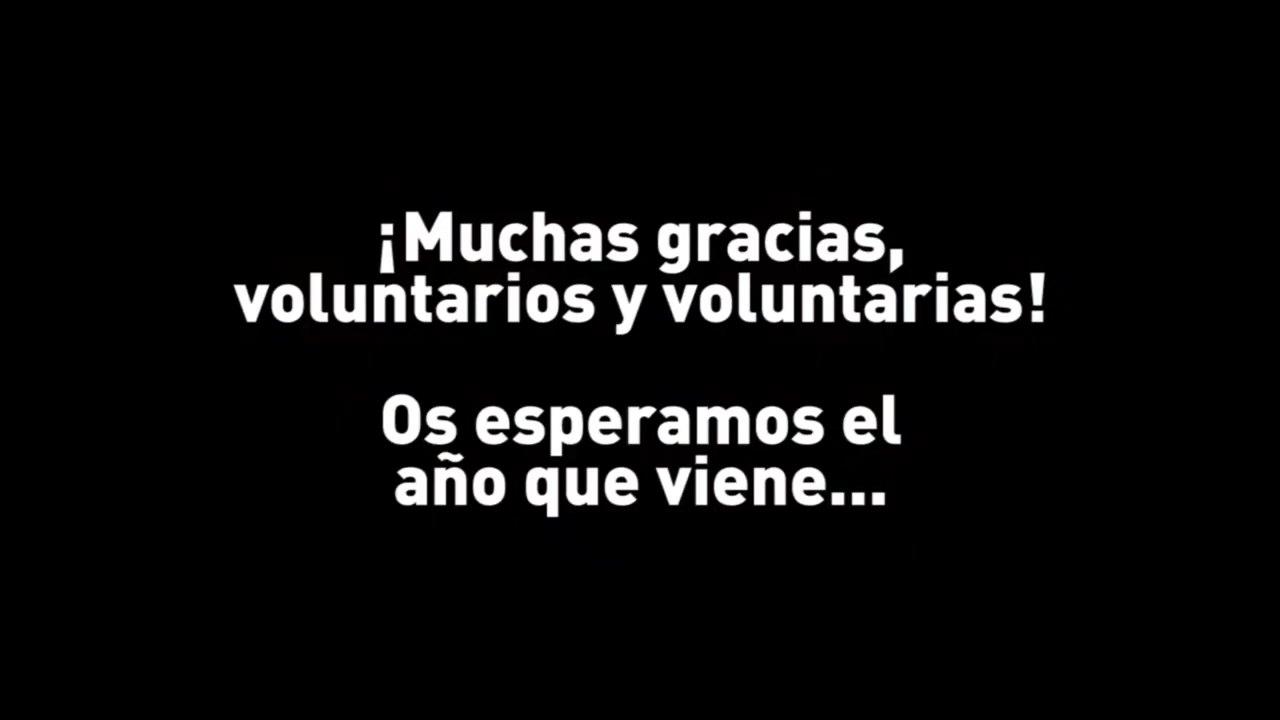 ¡Muchas gracias,
voluntarios y voluntarias!
Os esperamos el
año que viene...